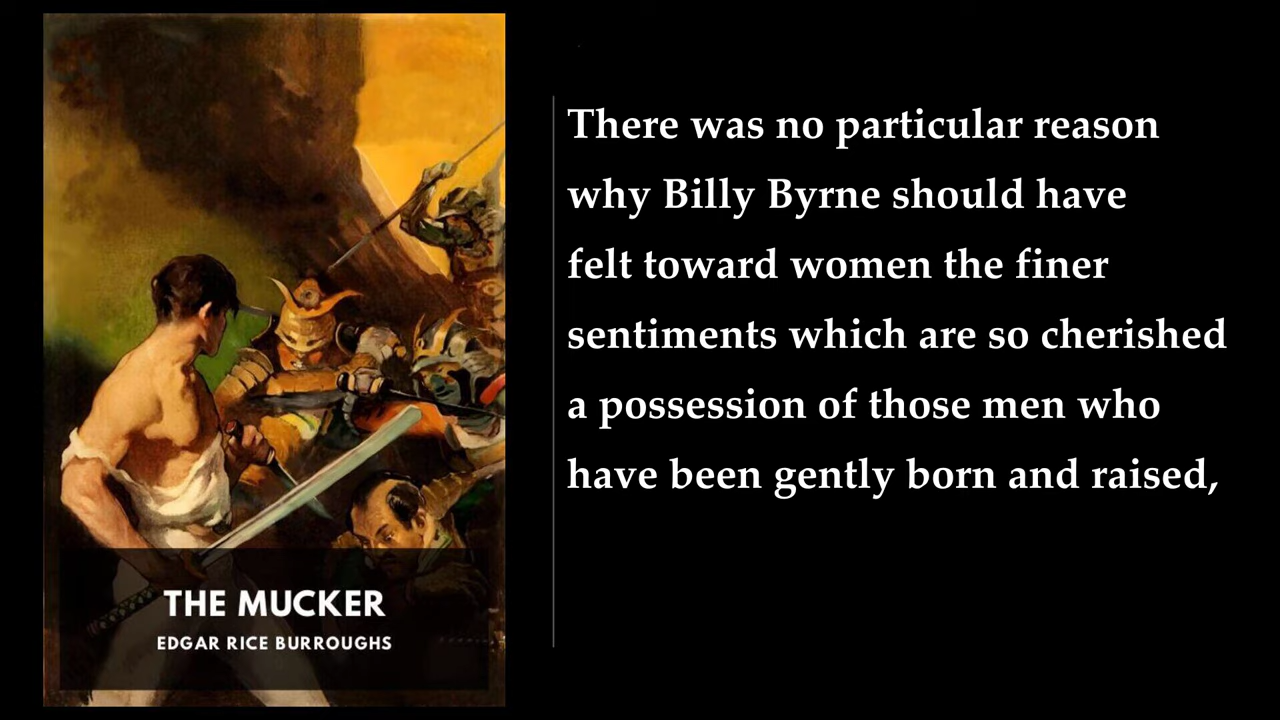 THE MUCKER
EDGAR RICE BURROUGHS
There was no particular reason
why Billy Byrne should have
felt toward women the finer
sentiments which are so cherished
a possession of those men who
have been gently born and raised,